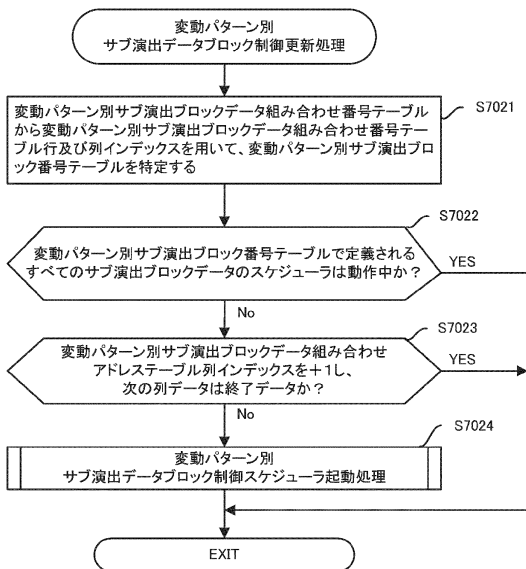 変動パターン別
サブ演出データブロック制御更新処理
S7021
変動パターン別サブ演出ブロックデータ組み合わせ番号テーブル
から変動パターン別サブ演出ブロックデータ組み合わせ番号テー
ブル行及び列インデックスを用いて、変動パターン別サブ演出ブロ
ック番号テーブルを特定する
S7022
変動パターン別サブ演出ブロック番号テーブルで定義される
すべてのサブ演出ブロックデータのスケジューラは動作中か?
YES
No
S7023
変動パターン別サブ演出ブロックデータ組み合わせ
アドレステーブル列インデックスを+1し、
次の列データは終了データか?
YES
No
S7024
変動パターン別
サブ演出データブロック制御スケジューラ起動処理
EXIT